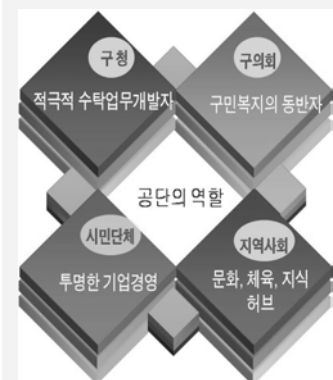 구청
적극적 수탁업무개발자
구의회
구민복지의 동반자
공단의 역할
시민단체
투명한 기업경영
지역사회
문화, 체육, 지식
허브